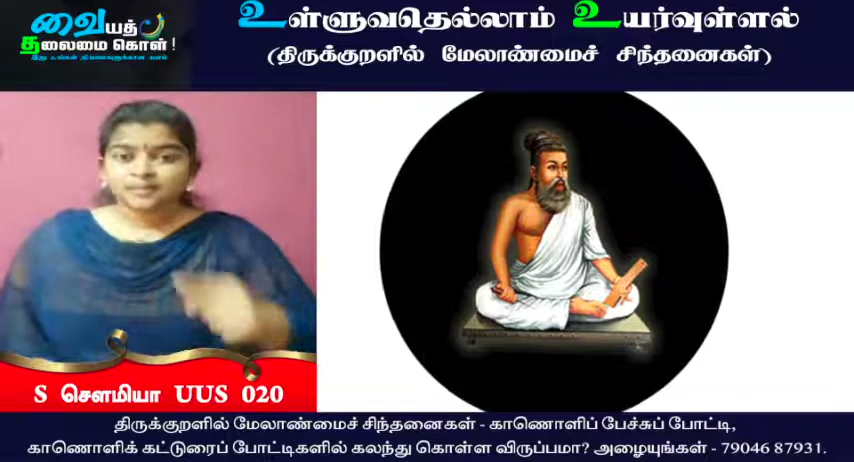 வையத்
தலைமை கொள் !
உள்ளுவதெல்லாம் உயர்வுள்ளல்
(திருக்குறளில் மேலாண்மைச் சிந்தனைகள்)
S சௌமியா UUS 020
திருக்குறளில் மேலாண்மைச் சிந்தனைகள் - காணொளிப் பேச்சுப் போட்டி,
காணொளிக் கட்டுரைப் போட்டிகளில் கலந்து கொள்ள விருப்பமா? அழையுங்கள் - 79046 87931.